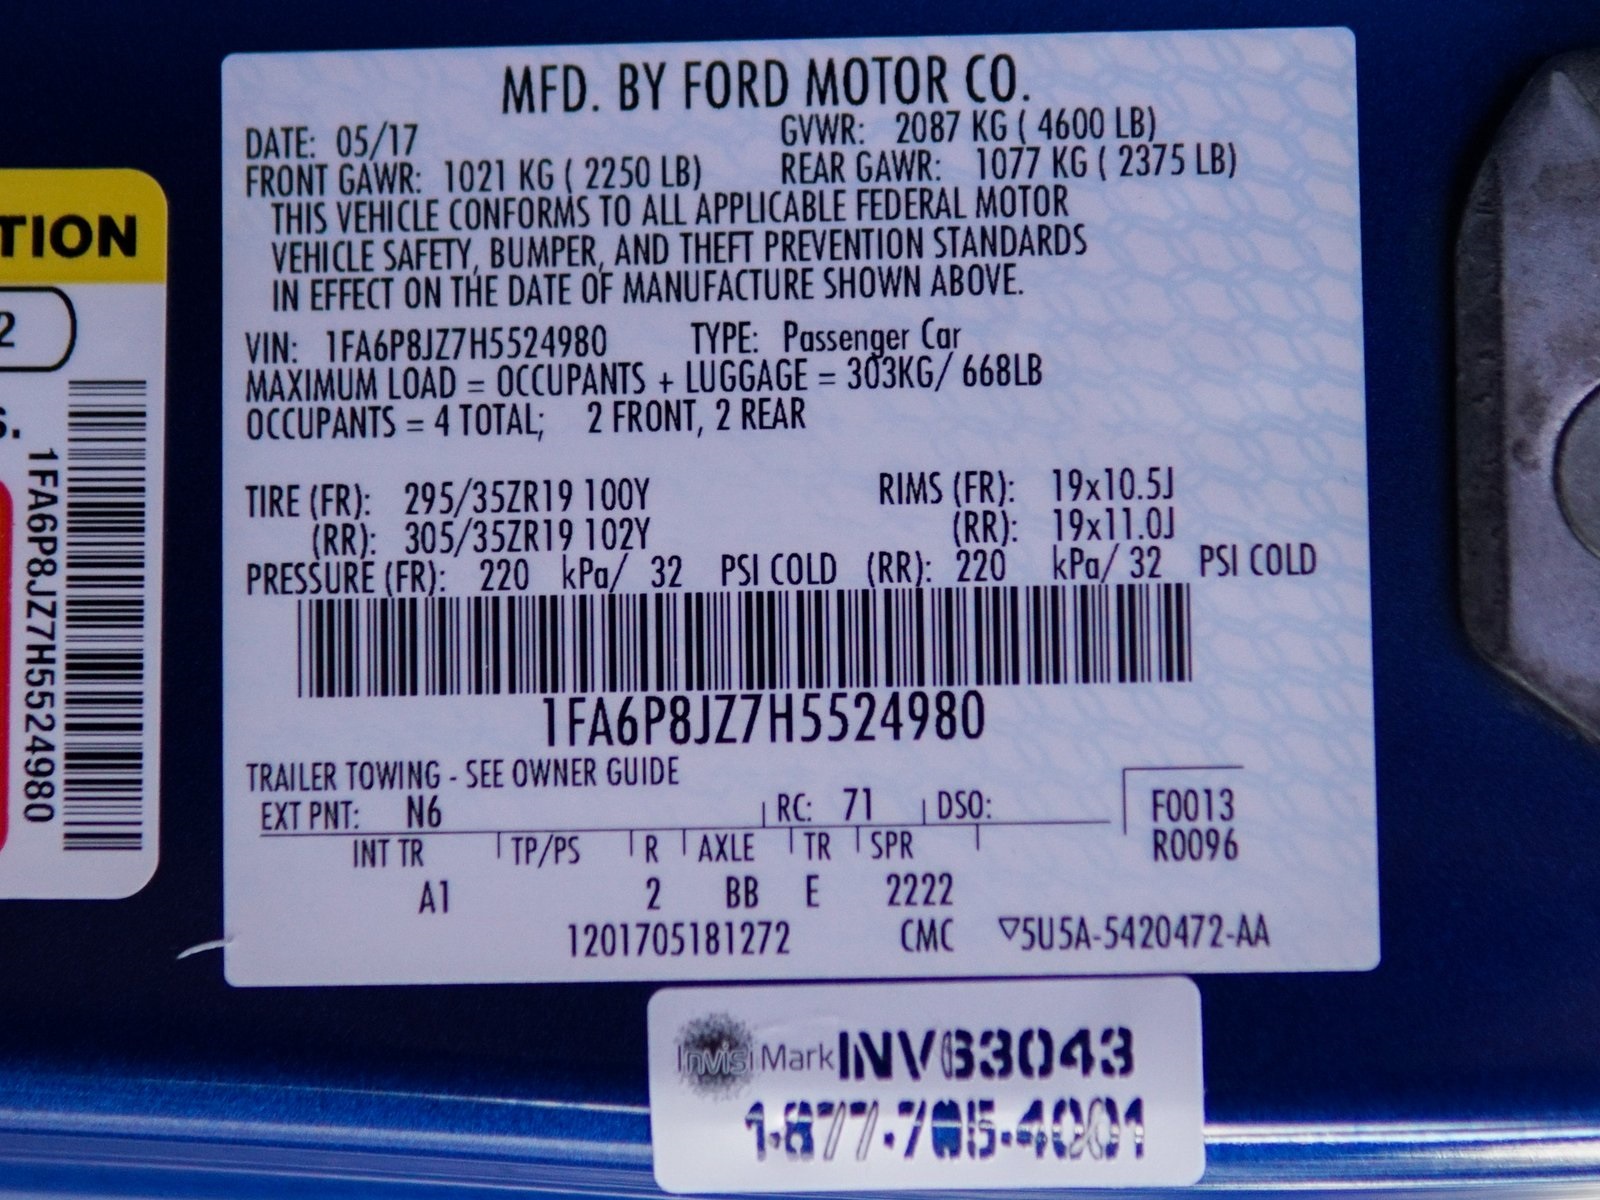 MFD. BY FORD MOTOR CO.
DATE: 05/17 GVWR: 2087 KG ( 4600 LB)
FRONT GAWR: 1021 KG ( 2250 LB) REAR GAWR: 1077 KG ( 2375 LB)
THIS VEHICLE CONFORMS TO ALL APPLICABLE FEDERAL MOTOR
VEHICLE SAFETY, BUMPER, AND THEFT PREVENTION STANDARDS
IN EFFECT ON THE DATE OF MANUFACTURE SHOWN ABOVE.
VIN: 1FA6P8JZ7H5524980 TYPE: Passenger Car
MAXIMUM LOAD = OCCUPANTS + LUGGAGE = 303KG/ 668LB
OCCUPANTS = 4 TOTAL; 2 FRONT, 2 REAR
TIRE (FR): 295/35ZR19 100Y RIMS (FR): 19x10.5J
(RR): 305/35ZR19 102Y (RR): 19x11.0J
PRESSURE (FR): 220 kPa/ 32 PSI COLD (RR): 220 kPa/ 32 PSI COLD
1FA6P8JZ7H5524980
TRAILER TOWING - SEE OWNER GUIDE
EXT PNT: N6 RC: 71 DSO: F0013
INT TR TP/PS R AXLE TR SPR R0096
A1 2 BB E 2222
1201705181272 CMC ▽5U5A-5420472-AA
TION
2
S.
1FA6P8JZ7H5524980
InvisiMark INV63043
1-877-705-4001